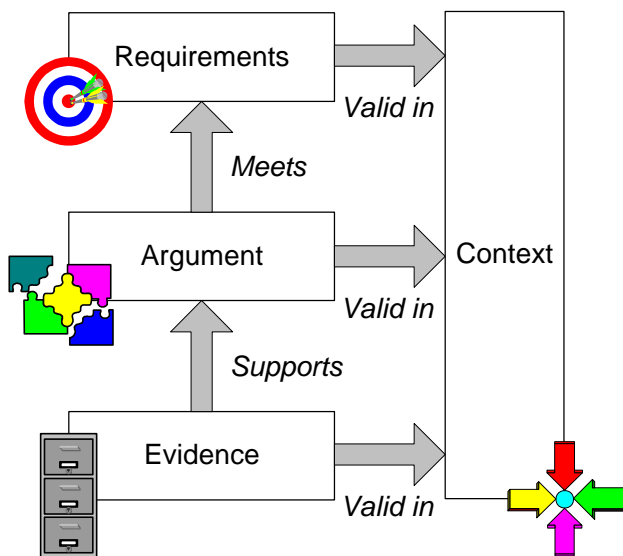 Requirements
Valid in
Meets
Argument
Context
Valid in
Supports
Evidence
Valid in